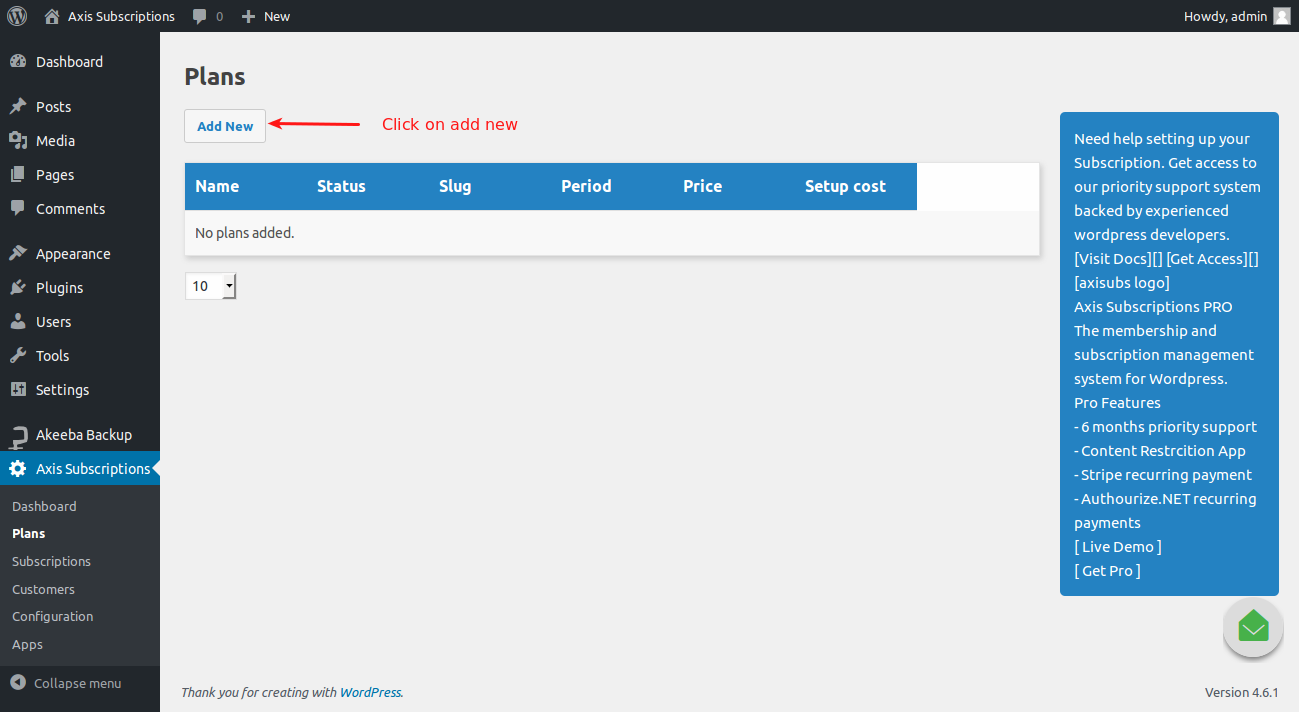 Axis Subscriptions
0
New
Howdy, admin
Dashboard
Posts
Media
Pages
Comments
Appearance
Plugins
Users
Tools
Settings
Akeeba Backup
Axis Subscriptions
Dashboard
Plans
Subscriptions
Customers
Configuration
Apps
Collapse menu
Plans
Add New
Click on add new
Name Status Slug Period Price Setup cost
No plans added.
10
Need help setting up your
Subscription. Get access to
our priority support system
backed by experienced
wordpress developers.
[Visit Docs][] [Get Access][]
[axisubs logo]
Axis Subscriptions PRO
The membership and
subscription management
system for Wordpress.
Pro Features
- 6 months priority support
- Content Restrcition App
- Stripe recurring payment
- Authourize.NET recurring
payments
[ Live Demo ]
[ Get Pro ]
Thank you for creating with WordPress.
Version 4.6.1